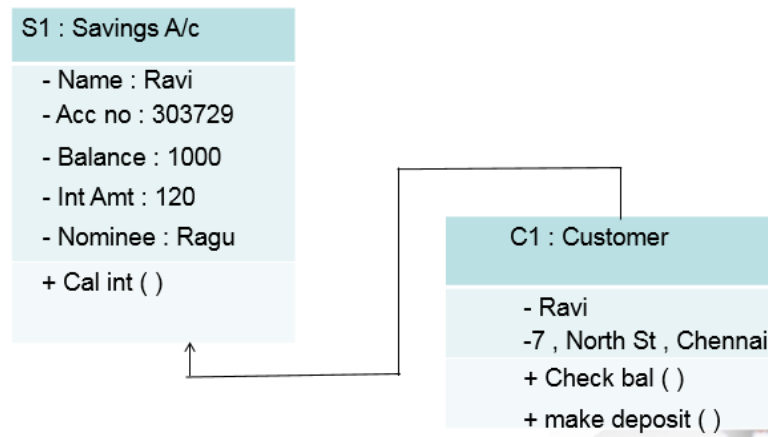 S1 : Savings A/c
- Name : Ravi
- Acc no : 303729
- Balance : 1000
- Int Amt : 120
- Nominee : Ragu
+ Cal int ( )
C1 : Customer
- Ravi
-7 , North St , Chennai
+ Check bal ( )
+ make deposit ( )